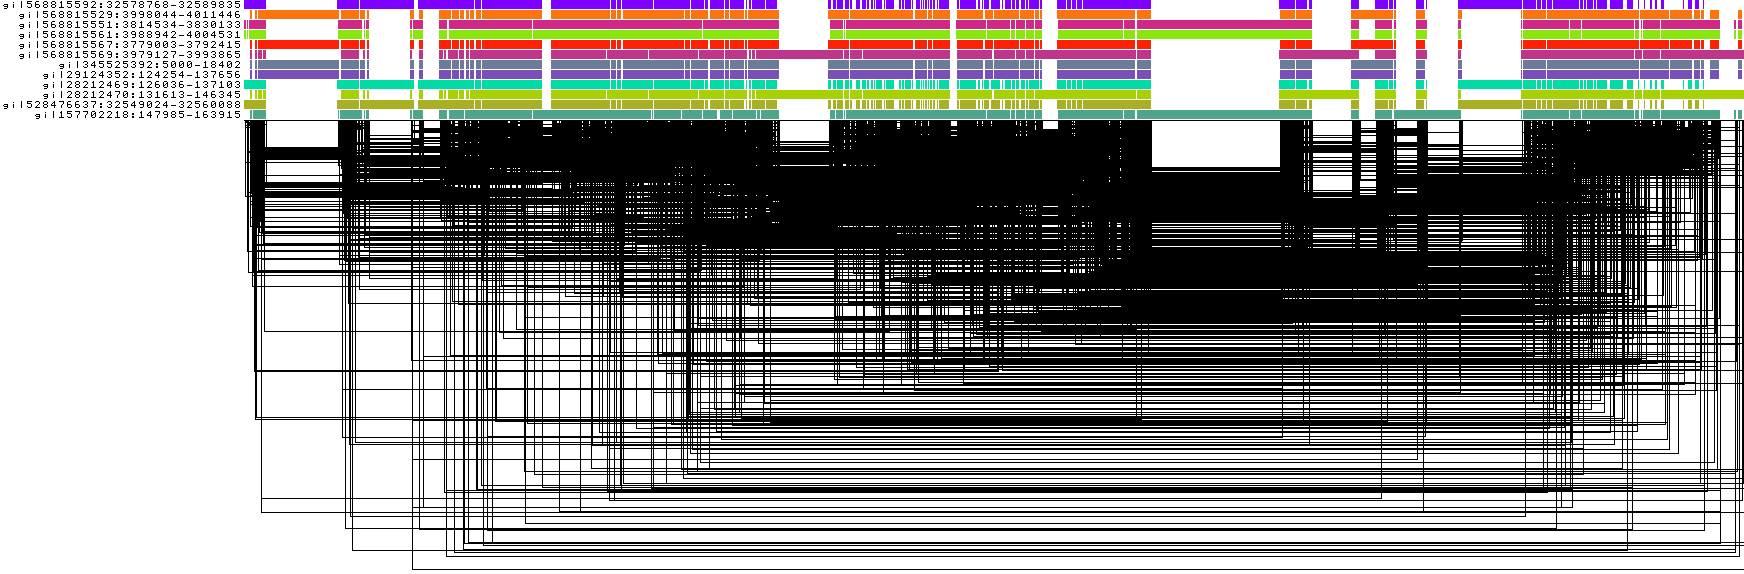 gi|568815592:32578768-32589835
gi|568815529:3998044-4011446
gi|568815551:3814534-3830133
gi|568815561:3988942-4004531
gi|568815567:3779003-3792415
gi|568815569:3979127-3993865
gi|345525392:5000-18402
gi|29124352:124254-137656
gi|28212469:126036-137103
gi|28212470:131613-146345
gi|528476637:32549024-32560088
gi|157702218:147985-163915